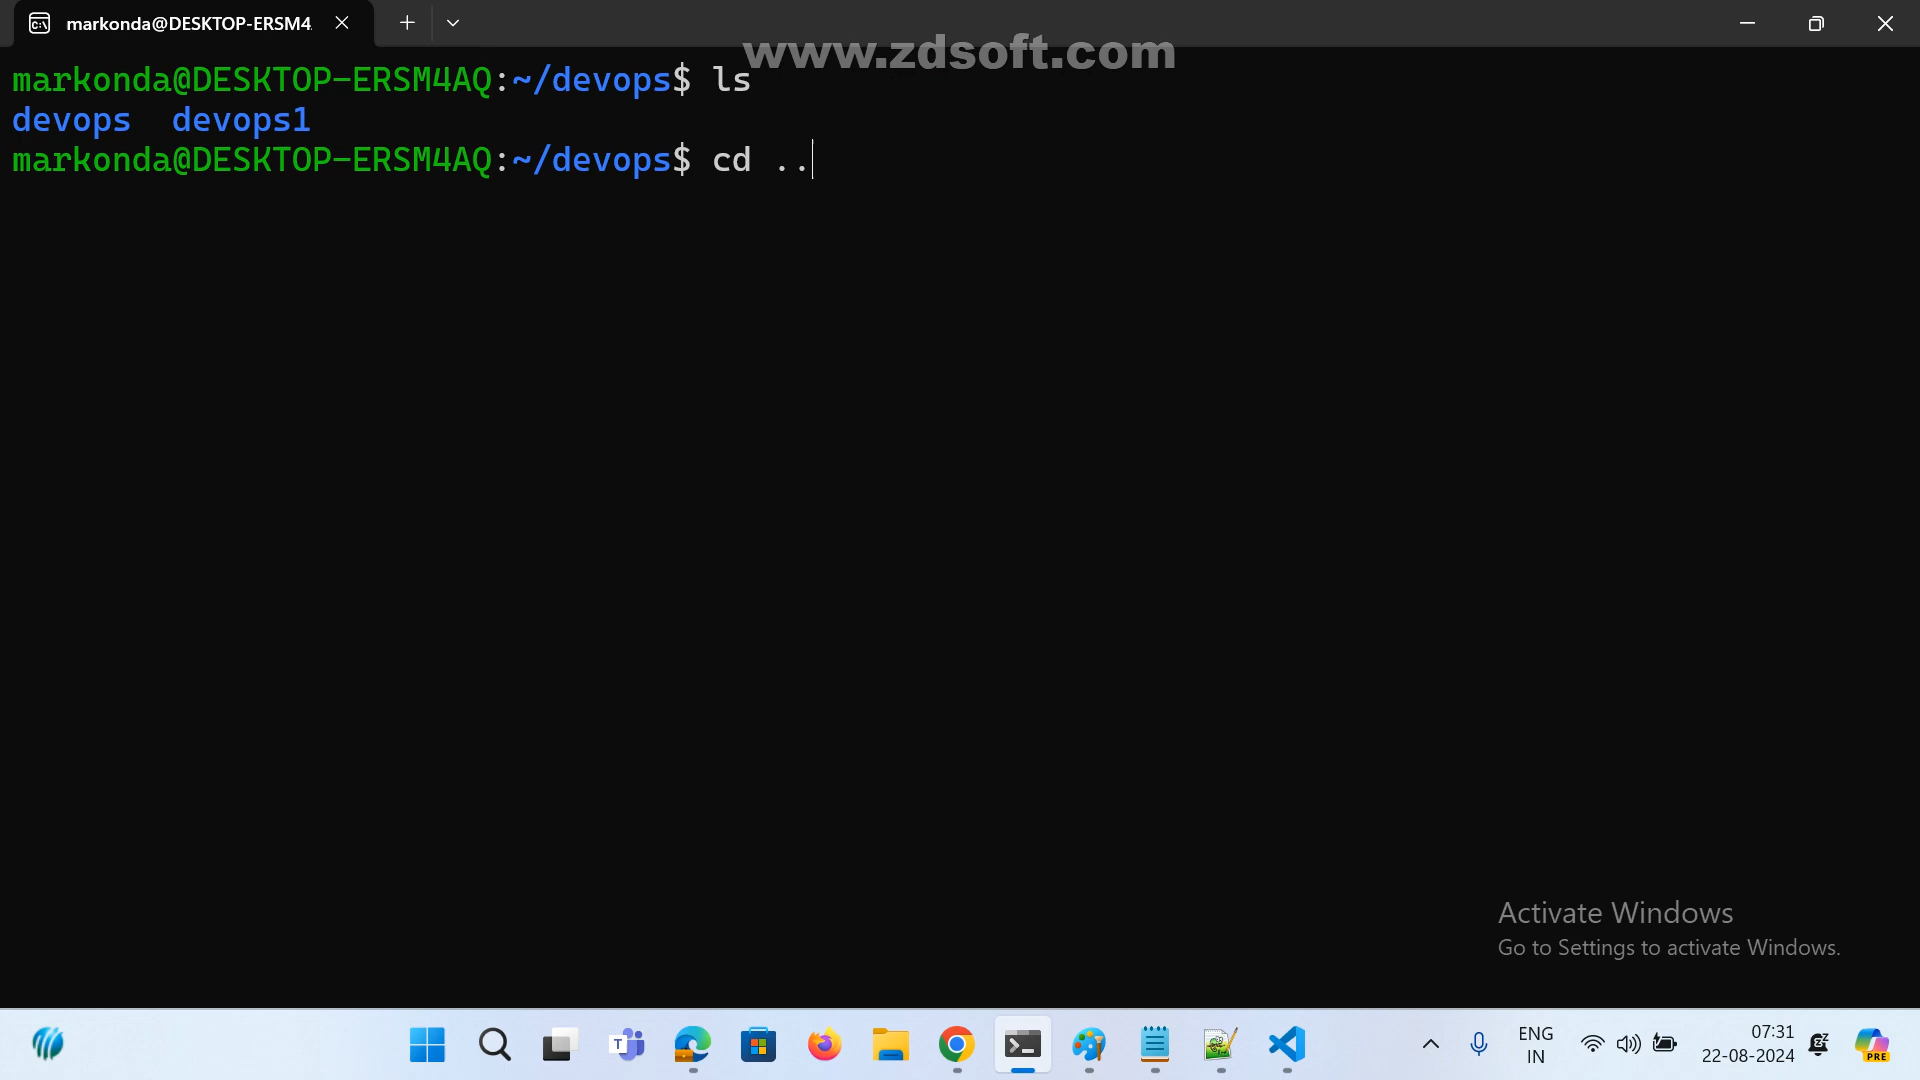 markonda@DESKTOP-ERSM4
www.zdsoft.com
markonda@DESKTOP-ERSM4AQ:~/devops$ ls
devops  devops1
markonda@DESKTOP-ERSM4AQ:~/devops$ cd ..
Activate Windows
Go to Settings to activate Windows.
ENG
IN
07:31
22-08-2024
PRE